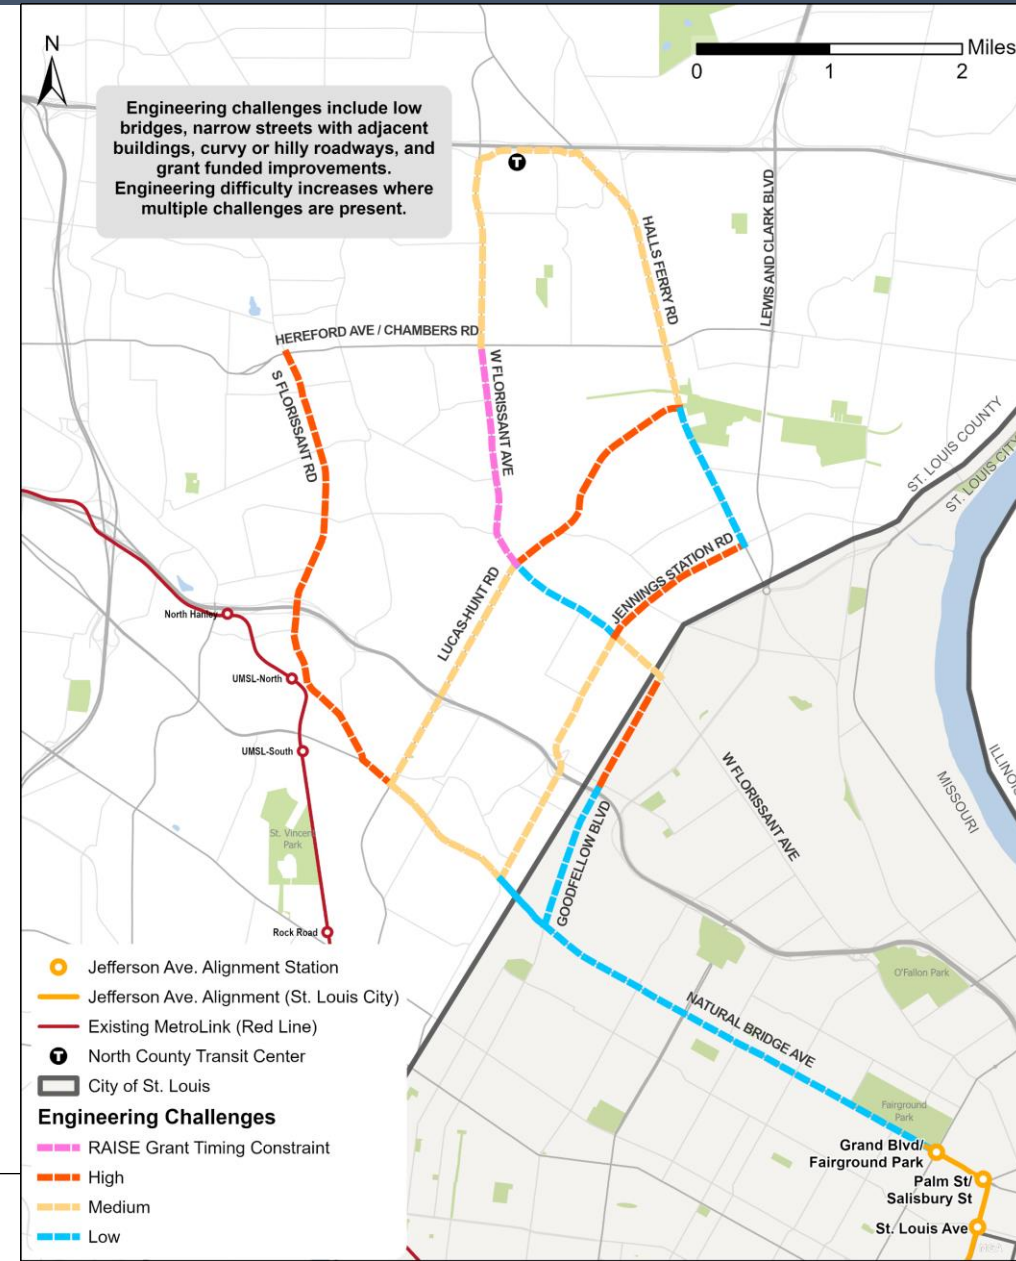 N
Miles
0 1 2
Engineering challenges include low
bridges, narrow streets with adjacent
buildings, curvy or hilly roadways, and
grant funded improvements.
Engineering difficulty increases where
multiple challenges are present.
T
LEWIS AND CLARK BLVD
HALLS FERRY RD
HEREFORD AVE / CHAMBERS RD
S FLORISSANT RD
W FLORISSANT AVE
ST. LOUIS COUNTY
ST. LOUIS CITY
JENNINGS STATION RD
LUCAS-HUNT RD
North Hanley
UMSL-North
UMSL-South
ILLINOIS
MISSOURI
W FLORISSANT AVE
GOODFELLOW BLVD
St. Vincent
Park
Rock Road
O'Fallon Park
NATURAL BRIDGE AVE
Fairground
Park
Grand Blvd/
Fairground Park
Palm St/
Salisbury St
St. Louis Ave
Jefferson Ave. Alignment Station
Jefferson Ave. Alignment (St. Louis City)
Existing MetroLink (Red Line)
T North County Transit Center
City of St. Louis
Engineering Challenges
RAISE Grant Timing Constraint
High
Medium
Low